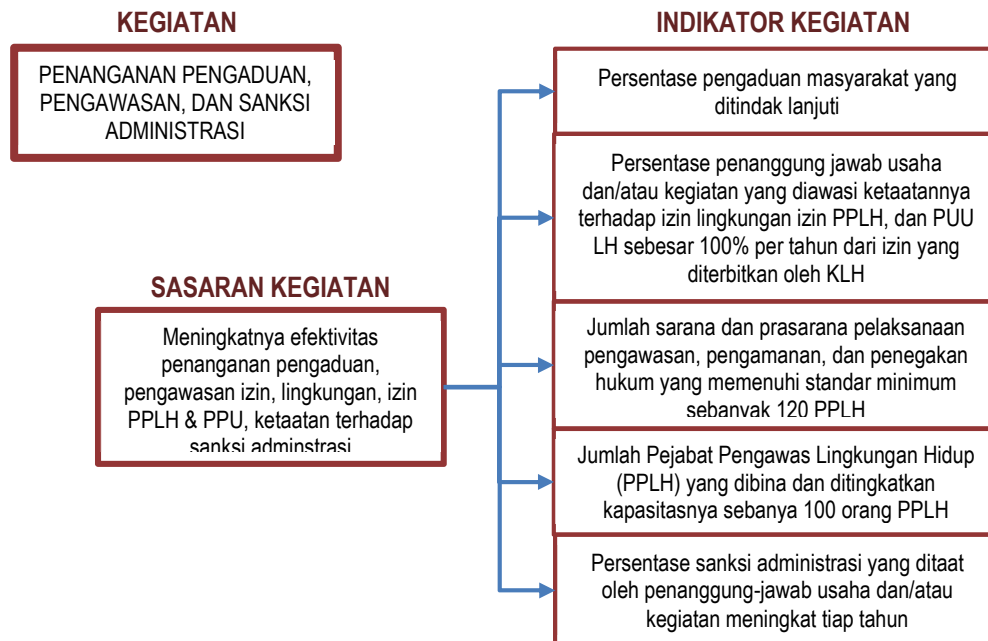 KEGIATAN
PENANGANAN PENGADUAN,
PENGAWASAN, DAN SANKSI
ADMINISTRASI
SASARAN KEGIATAN
Meningkatnya efektivitas
penanganan pengaduan,
pengawasan izin, lingkungan, izin
PPLH & PPU, ketaatan terhadap
sanksi adminstrasi
INDIKATOR KEGIATAN
Persentase pengaduan masyarakat yang
ditindak lanjuti
Persentase penanggung jawab usaha
dan/atau kegiatan yang diawasi ketaatannya
terhadap izin lingkungan izin PPLH, dan PUU
LH sebesar 100% per tahun dari izin yang
diterbitkan oleh KLH
Jumlah sarana dan prasarana pelaksanaan
pengawasan, pengamanan, dan penegakan
hukum yang memenuhi standar minimum
sebanyak 120 PPLH
Jumlah Pejabat Pengawas Lingkungan Hidup
(PPLH) yang dibina dan ditingkatkan
kapasitasnya sebanya 100 orang PPLH
Persentase sanksi administrasi yang ditaat
oleh penanggung-jawab usaha dan/atau
kegiatan meningkat tiap tahun